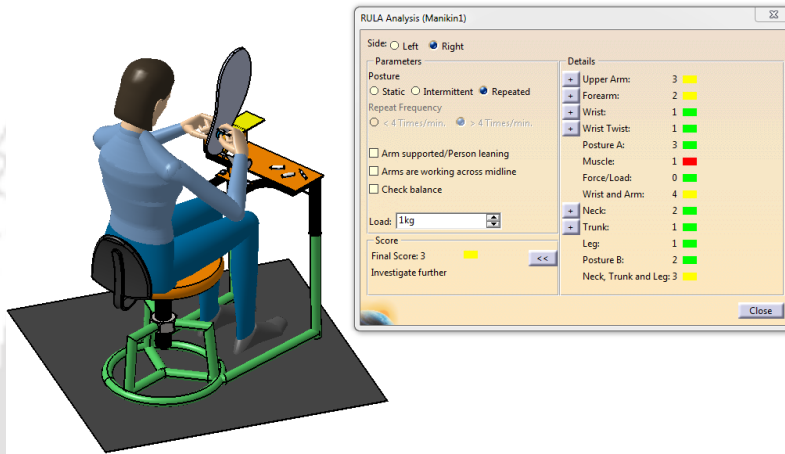 RULA Analysis (Manikin1)
Side: Left Right
Parameters
Posture
Static Intermittent Repeated
Repeat Frequency
< 4 Times/min. > 4 Times/min.
Arm supported/Person leaning
Arms are working across midline
Check balance
Load: 1kg
Score
Final Score: 3
<<
Investigate further
Details
+ Upper Arm: 3
+ Forearm: 2
+ Wrist: 1
+ Wrist Twist: 1
Posture A: 3
Muscle: 1
Force/Load: 0
Wrist and Arm: 4
+ Neck: 2
+ Trunk: 1
Leg: 1
Posture B: 2
Neck, Trunk and Leg: 3
Close